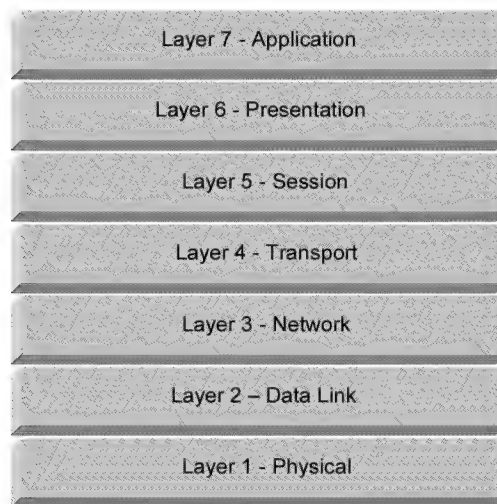 Layer 7 - Application
Layer 6 - Presentation
Layer 5 - Session
Layer 4 - Transport
Layer 3 - Network
Layer 2 – Data Link
Layer 1 - Physical